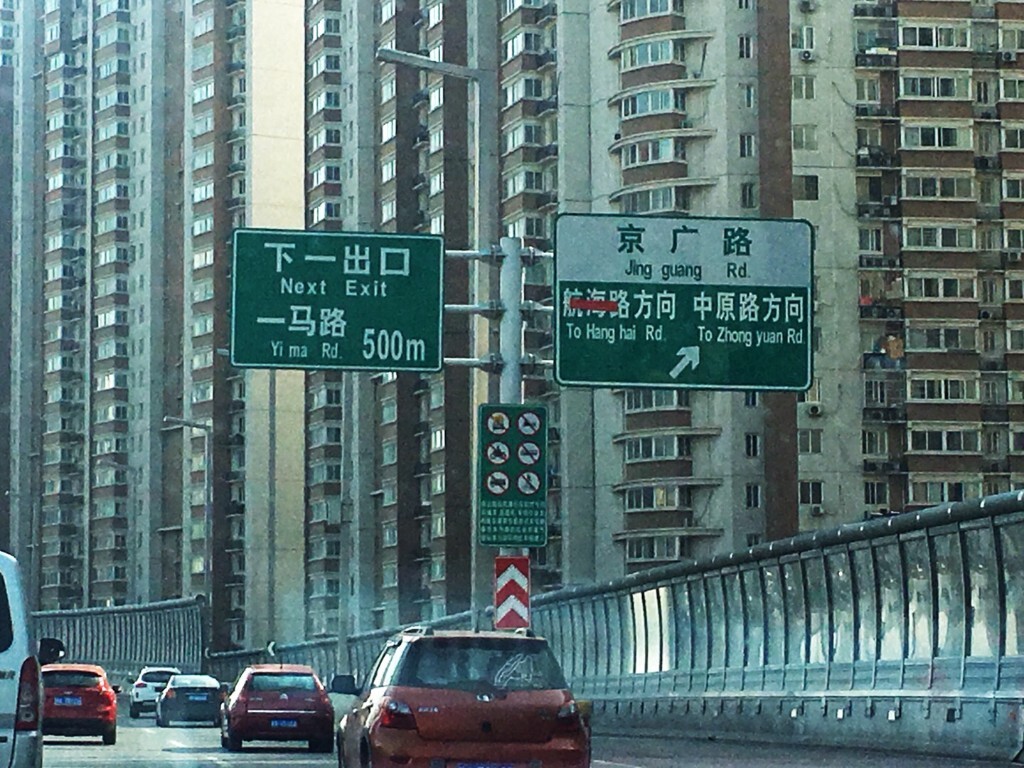 下一出口
Next Exit
一马路
Yi ma Rd.
500m
京广路
Jing guang Rd.
航海路方向 中原路方向
To Hang hai Rd. To Zhong yuan Rd.